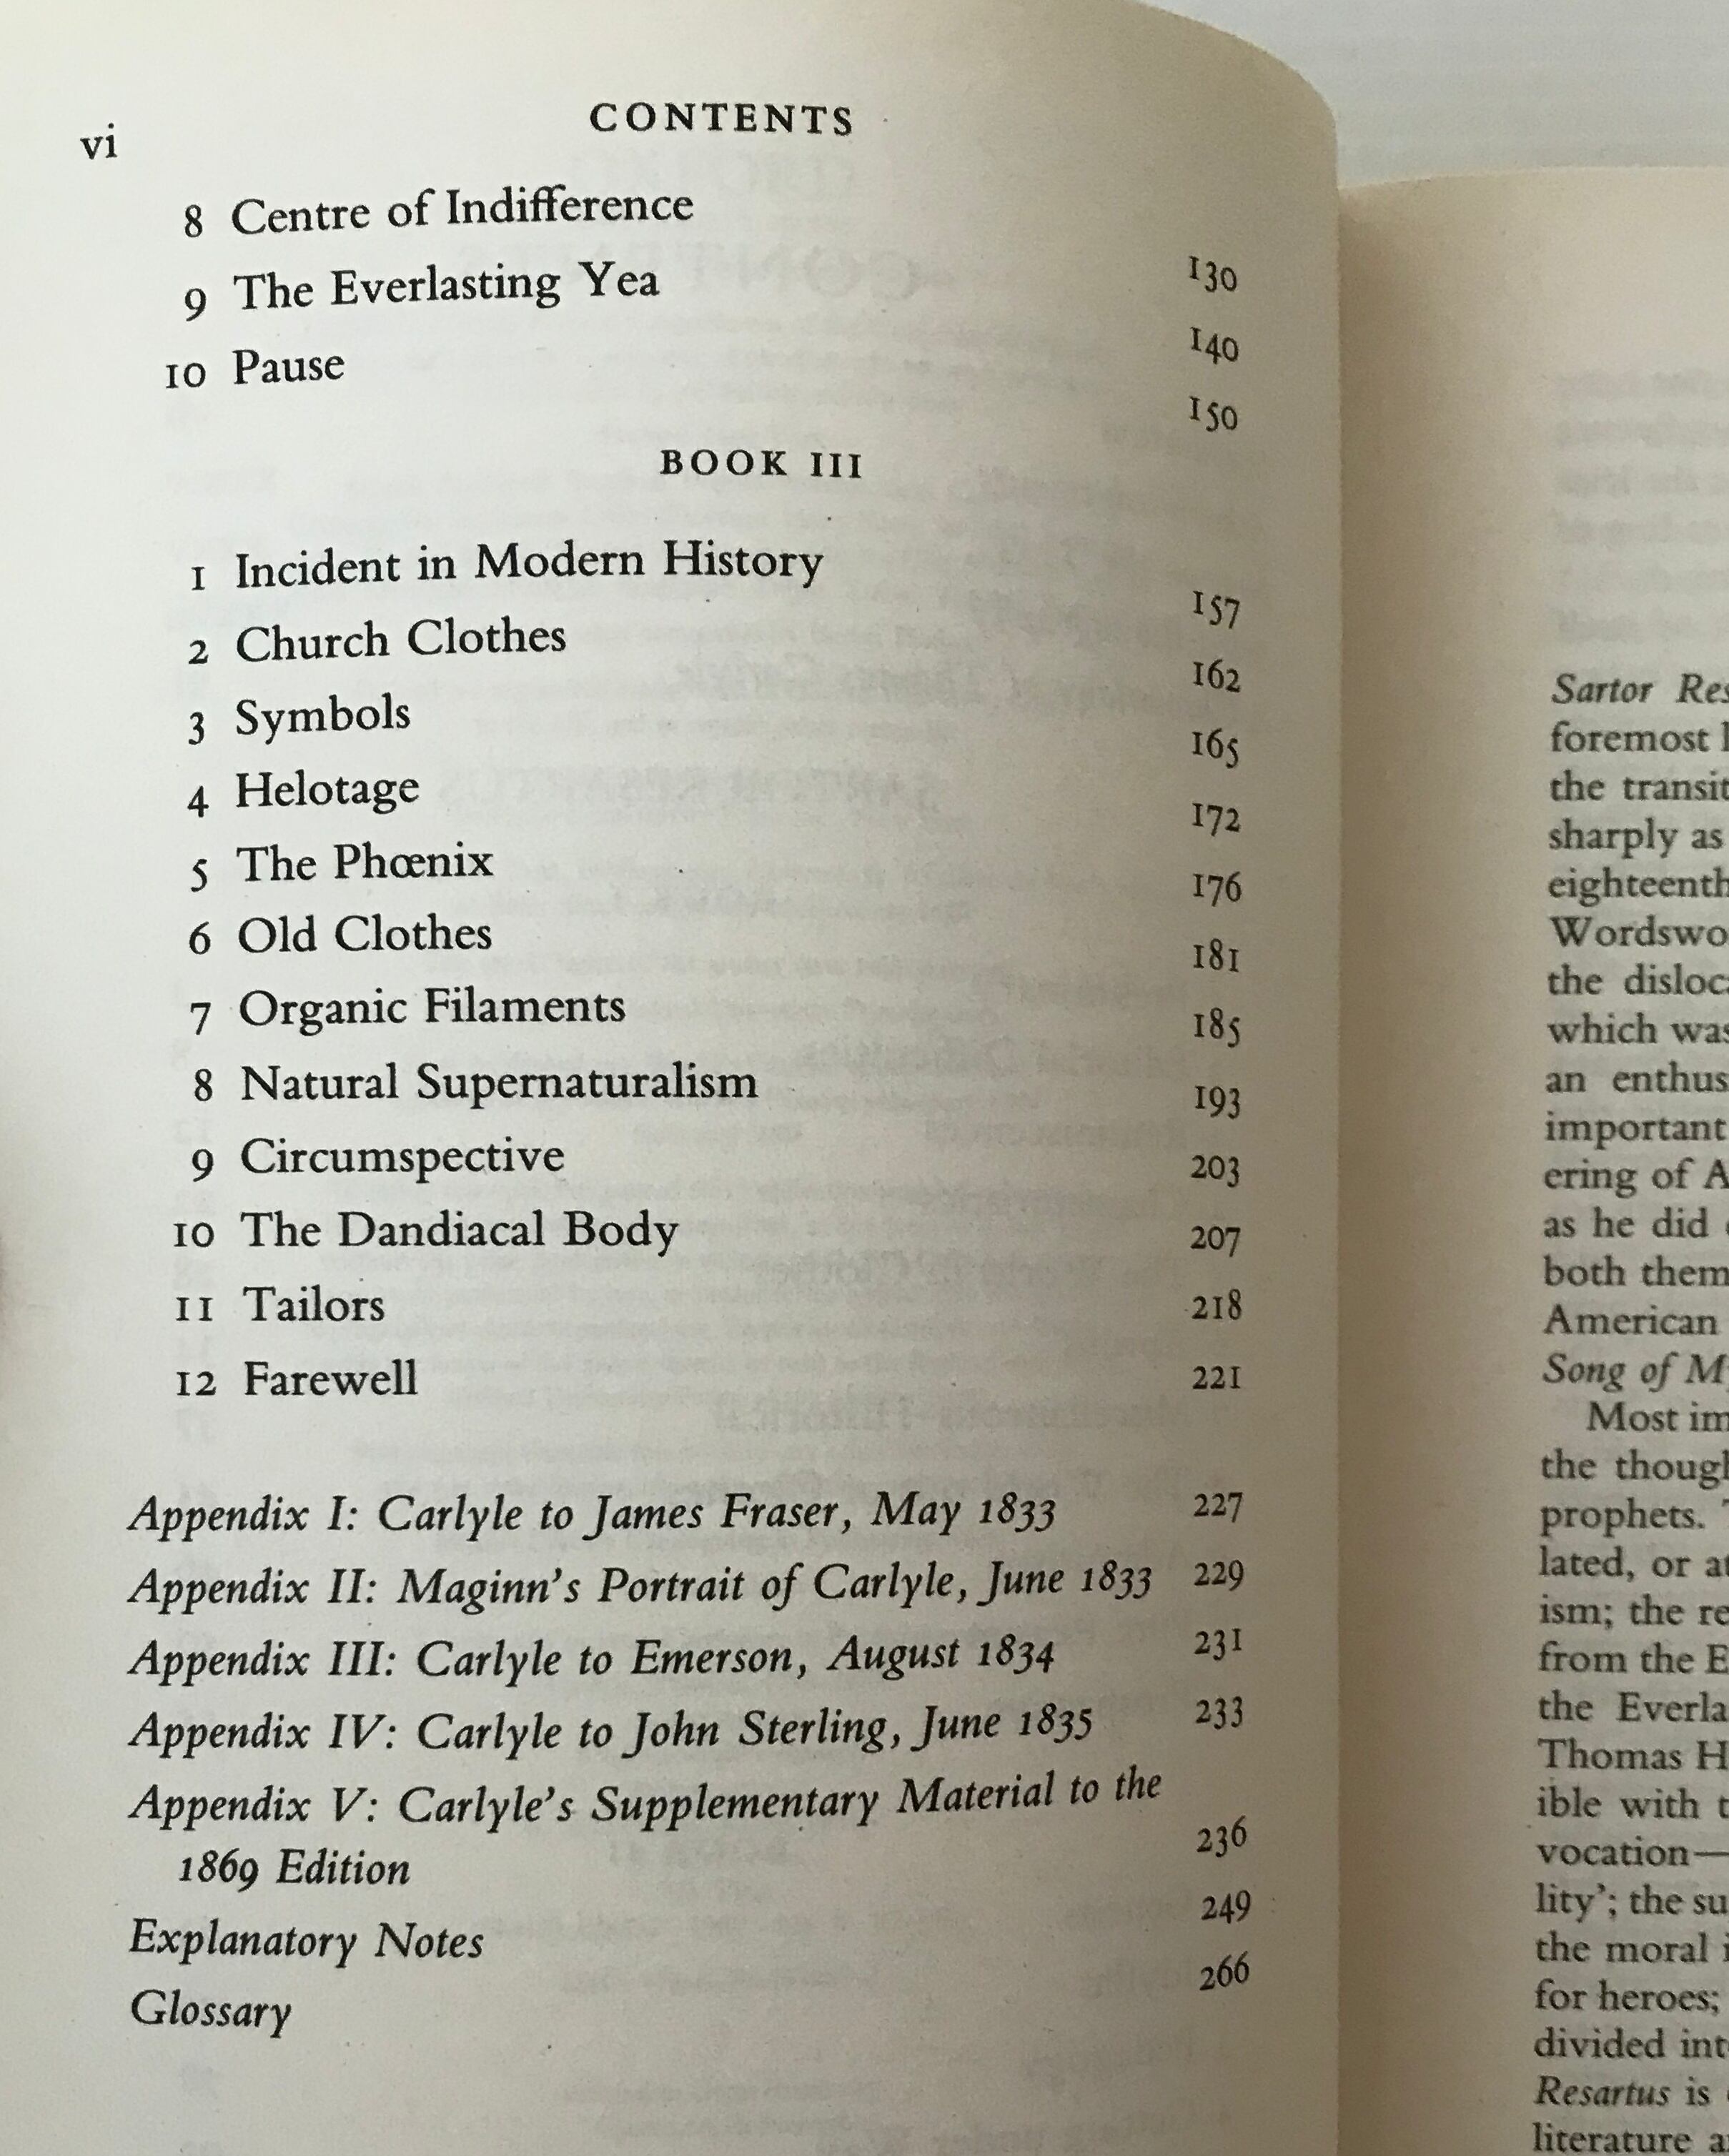 vi CONTENTS
8 Centre of Indifference 130
9 The Everlasting Yea 140
10 Pause 150
BOOK III
1 Incident in Modern History 157
2 Church Clothes 162
3 Symbols 165
4 Helotage 172
5 The Phœnix 176
6 Old Clothes 181
7 Organic Filaments 185
8 Natural Supernaturalism 193
9 Circumspective 203
10 The Dandiacal Body 207
11 Tailors 218
12 Farewell 221
Appendix I: Carlyle to James Fraser, May 1833 227
Appendix II: Maginn's Portrait of Carlyle, June 1833 229
Appendix III: Carlyle to Emerson, August 1834 231
Appendix IV: Carlyle to John Sterling, June 1835 233
Appendix V: Carlyle's Supplementary Material to the
1869 Edition 236
Explanatory Notes 249
Glossary 266
Sartor
foremost
the
sharply as
Wordswo
the
which
an
important
ering of A
as he did
both
American
Song of
Most
the
prophets.
lated, or
ism; the
from the E
the
Thomas H
ible with
vocation—
lity'; the
the moral
for heroes;
divided
Resartus is
literature